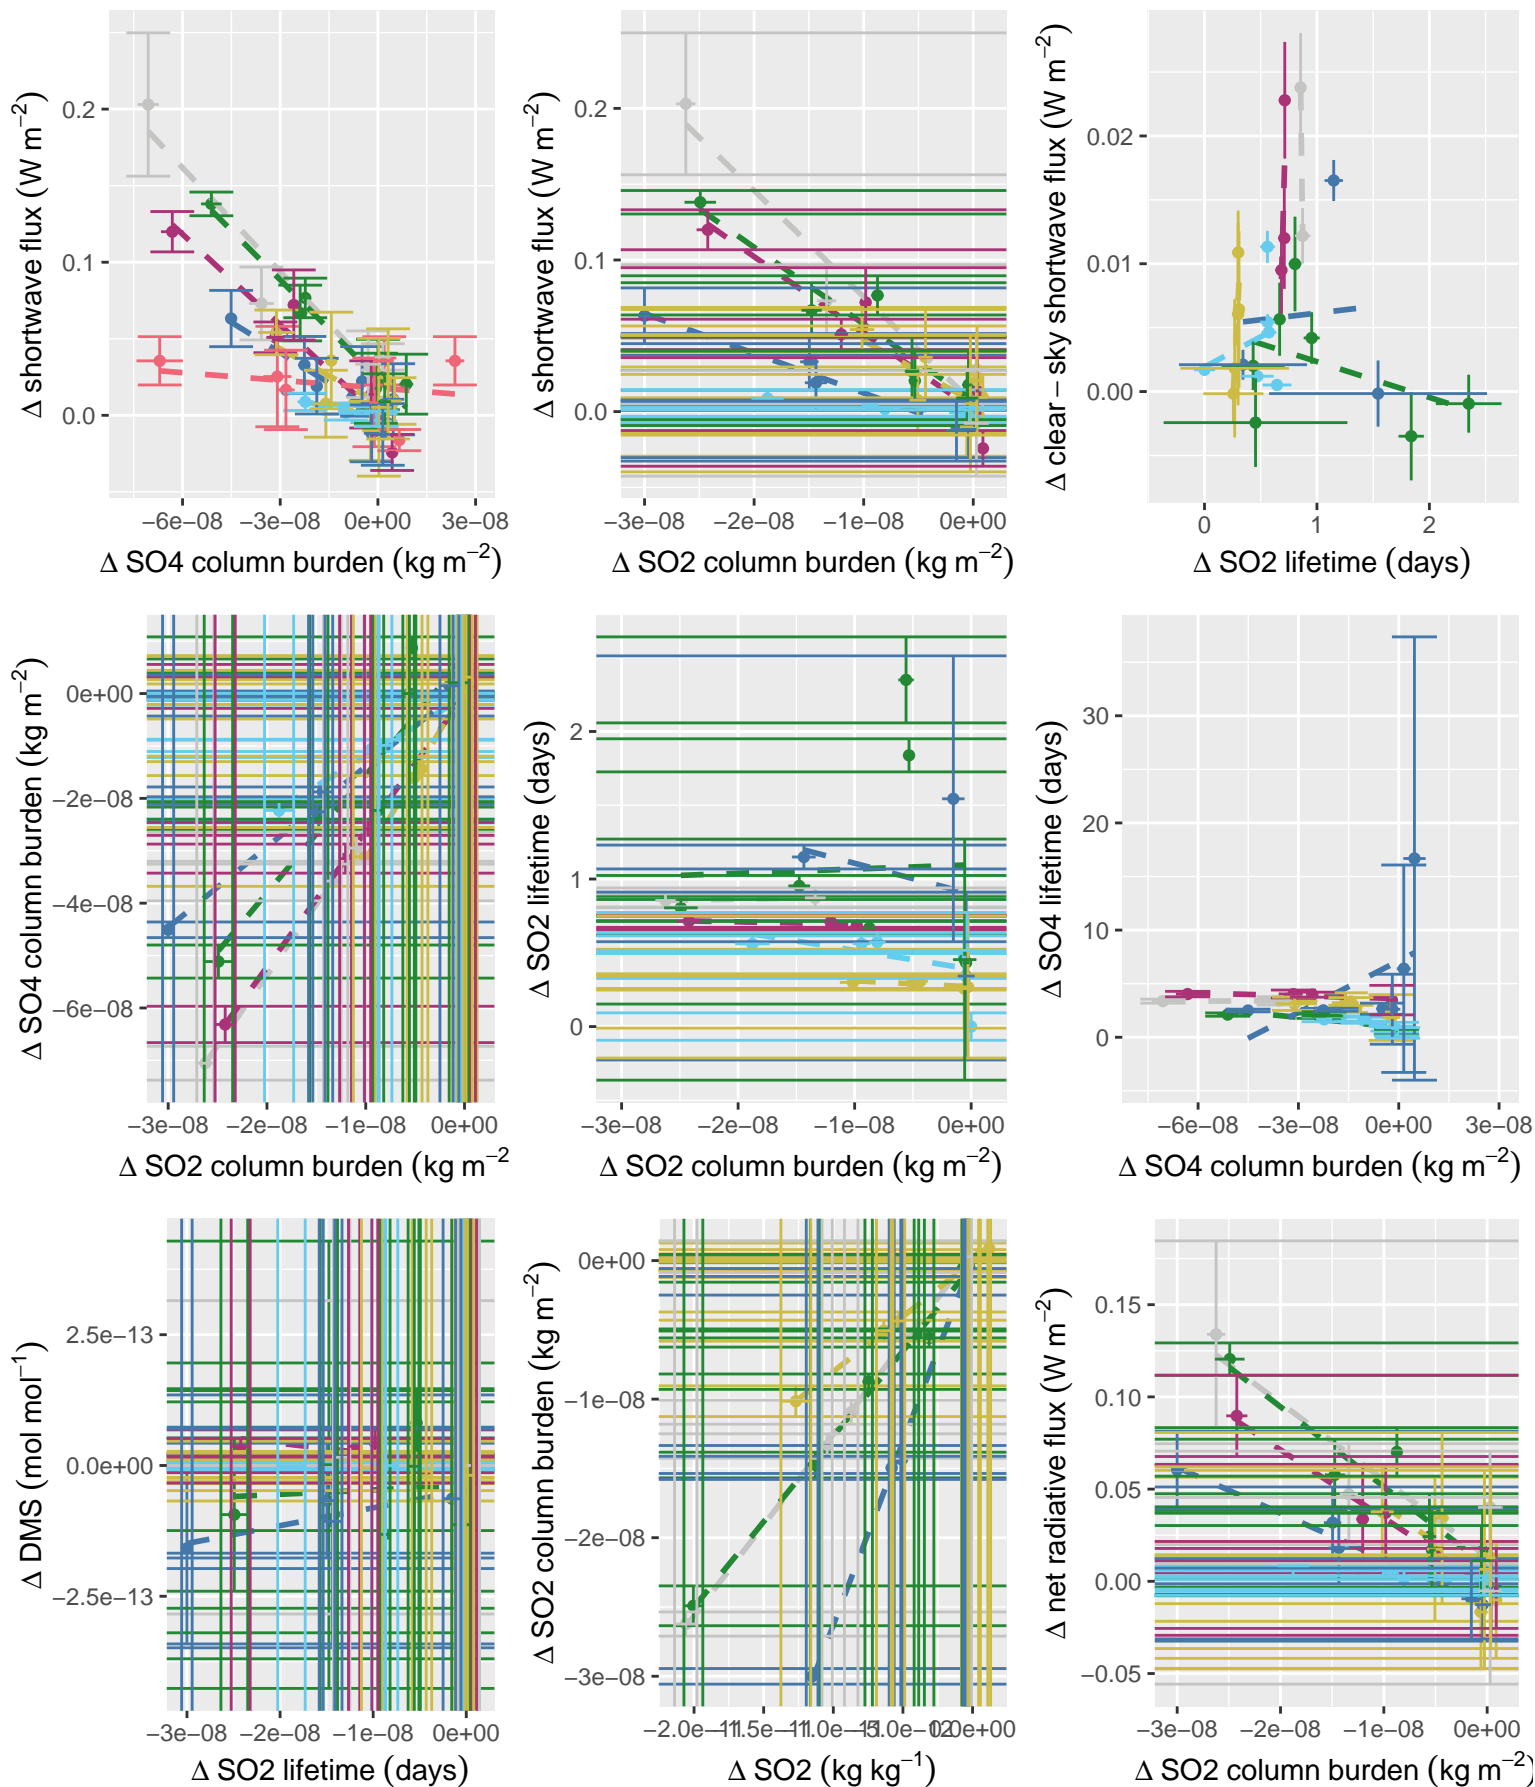 Δ shortwave flux (W m⁻²)
0.2
0.1
0.0
−6e−08 −3e−08 0e+00 3e−08
Δ SO4 column burden (kg m⁻²)
Δ shortwave flux (W m⁻²)
0.2
0.1
0.0
−3e−08 −2e−08 −1e−08 0e+00
Δ SO2 column burden (kg m⁻²)
Δ clear − sky shortwave flux (W m⁻²)
0.02
0.01
0.00
0 1 2
Δ SO2 lifetime (days)
Δ SO4 column burden (kg m⁻²)
0e+00
−2e−08
−4e−08
−6e−08
−3e−08 −2e−08 −1e−08 0e+00
Δ SO2 column burden (kg m⁻²
Δ SO2 lifetime (days)
2
1
0
−3e−08 −2e−08 −1e−08 0e+00
Δ SO2 column burden (kg m⁻²)
Δ SO4 lifetime (days)
30
20
10
0
−6e−08 −3e−08 0e+00 3e−08
Δ SO4 column burden (kg m⁻²)
Δ DMS (mol mol⁻¹)
2.5e−13
0.0e+00
−2.5e−13
−3e−08 −2e−08 −1e−08 0e+00
Δ SO2 lifetime (days)
Δ SO2 column burden (kg m⁻²)
0e+00
−1e−08
−2e−08
−3e−08
Δ SO2 (kg kg⁻¹)
Δ net radiative flux (W m⁻²)
0.15
0.10
0.05
0.00
−0.05
−3e−08 −2e−08 −1e−08 0e+00
Δ SO2 column burden (kg m⁻²)